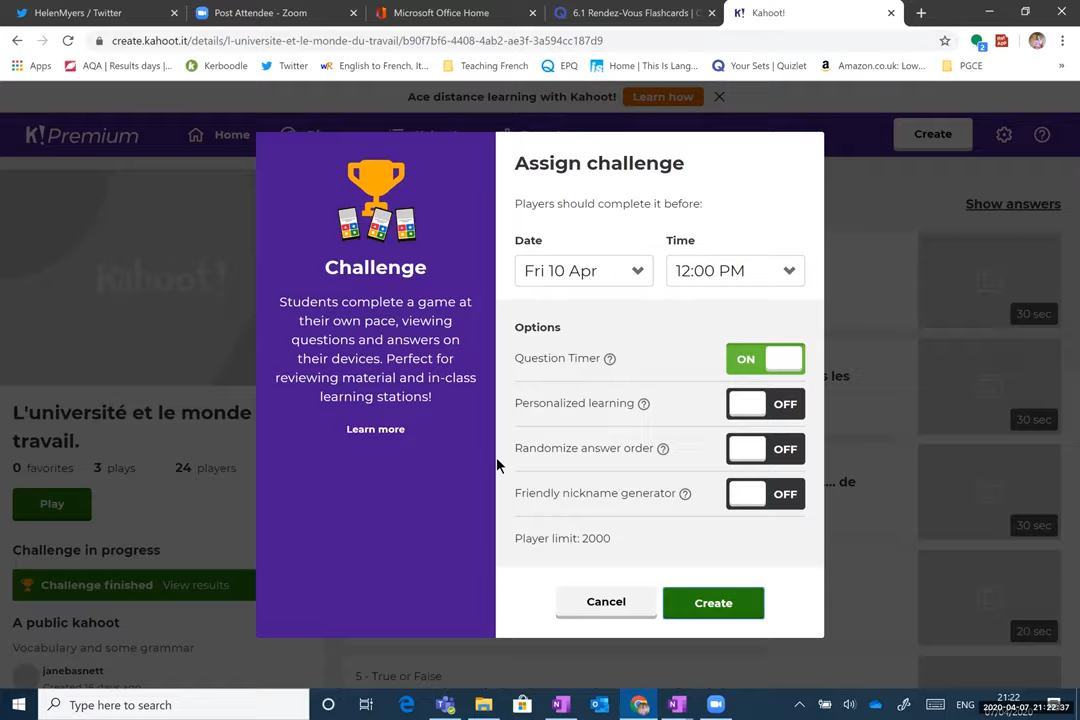 HelenMyers / Twitter
Post Attendee - Zoom
Microsoft Office Home
6.1 Rendez-Vous Flashcards | C
Kahoot!
create.kahoot.it/details/l-universite-et-le-monde-du-travail/b90f7bf6-4408-4ab2-ae3f-3a594cc187d9
Apps
AQA | Results days |...
Kerboodle
Twitter
English to French, It...
Teaching French
EPQ
Home | This Is Lang...
Your Sets | Quizlet
Amazon.co.uk: Low...
PGCE
Ace distance learning with Kahoot!
Learn how
K! Premium
Home
Create
Show answers
Kahoot!
30 sec
Assign challenge
Players should complete it before:
Date
Time
Fri 10 Apr
12:00 PM
Challenge
Students complete a game at
their own pace, viewing
questions and answers on
their devices. Perfect for
reviewing material and in-class
learning stations!
Learn more
Options
Question Timer
ON
Personalized learning
OFF
Randomize answer order
OFF
Friendly nickname generator
OFF
Player limit: 2000
Cancel
Create
s les
30 sec
... de
30 sec
20 sec
L'université et le monde
travail.
0 favorites 3 plays 24 players
Play
Challenge in progress
Challenge finished View results
A public kahoot
Vocabulary and some grammar
janebasnett
Created 16 days ago
5 - True or False
Type here to search
ENG
21:22
2020-04-07 21:22:37